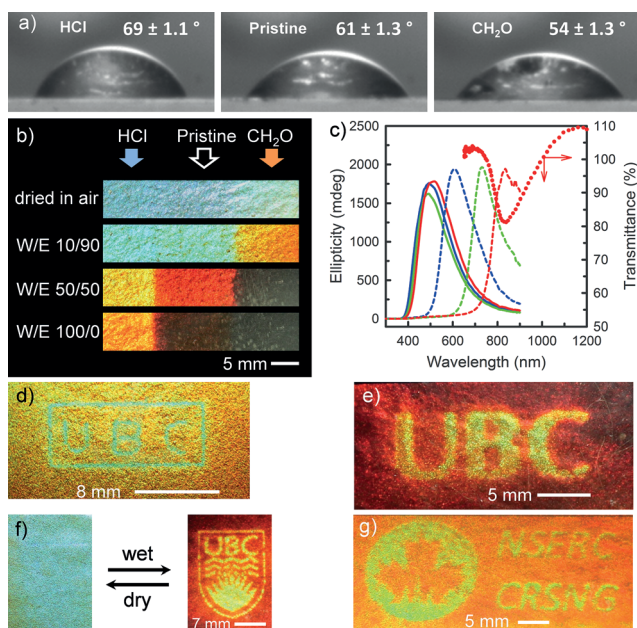 a) HCl 69 ± 1.1 ° Pristine 61 ± 1.3 ° CH₂O 54 ± 1.3 °
b) HCl Pristine CH₂O
dried in air
W/E 10/90
W/E 50/50
W/E 100/0
5 mm
c)
Ellipticity (mdeg)
2500
2000
1500
1000
500
0
400 600 800 1000 1200
Wavelength (nm)
110
100
90
80
70
60
50
Transmittance (%)
d)
UBC
8 mm
e)
UBC
5 mm
f)
wet
dry
UBC
7 mm
g)
NSERC
CRSNG
5 mm